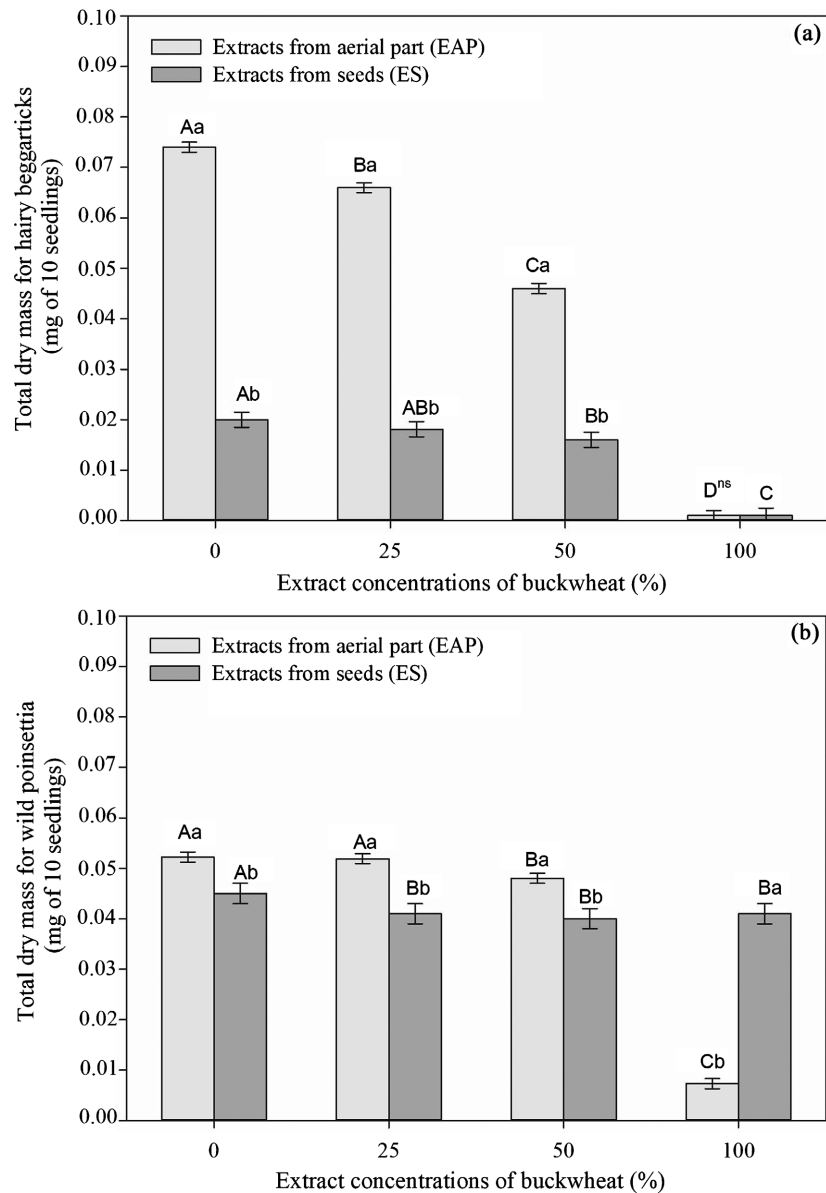 (a)
Extracts from aerial part (EAP)
Extracts from seeds (ES)
Total dry mass for hairy beggarticks
(mg of 10 seedlings)
0.10
0.09
0.08
0.07
0.06
0.05
0.04
0.03
0.02
0.01
0.00
Aa
Ab
Ba
ABb
Ca
Bb
Dns
C
0 25 50 100
Extract concentrations of buckwheat (%)
(b)
Extracts from aerial part (EAP)
Extracts from seeds (ES)
Total dry mass for wild poinsettia
(mg of 10 seedlings)
0.10
0.09
0.08
0.07
0.06
0.05
0.04
0.03
0.02
0.01
0.00
Aa
Ab
Aa
Bb
Ba
Bb
Cb
Ba
0 25 50 100
Extract concentrations of buckwheat (%)